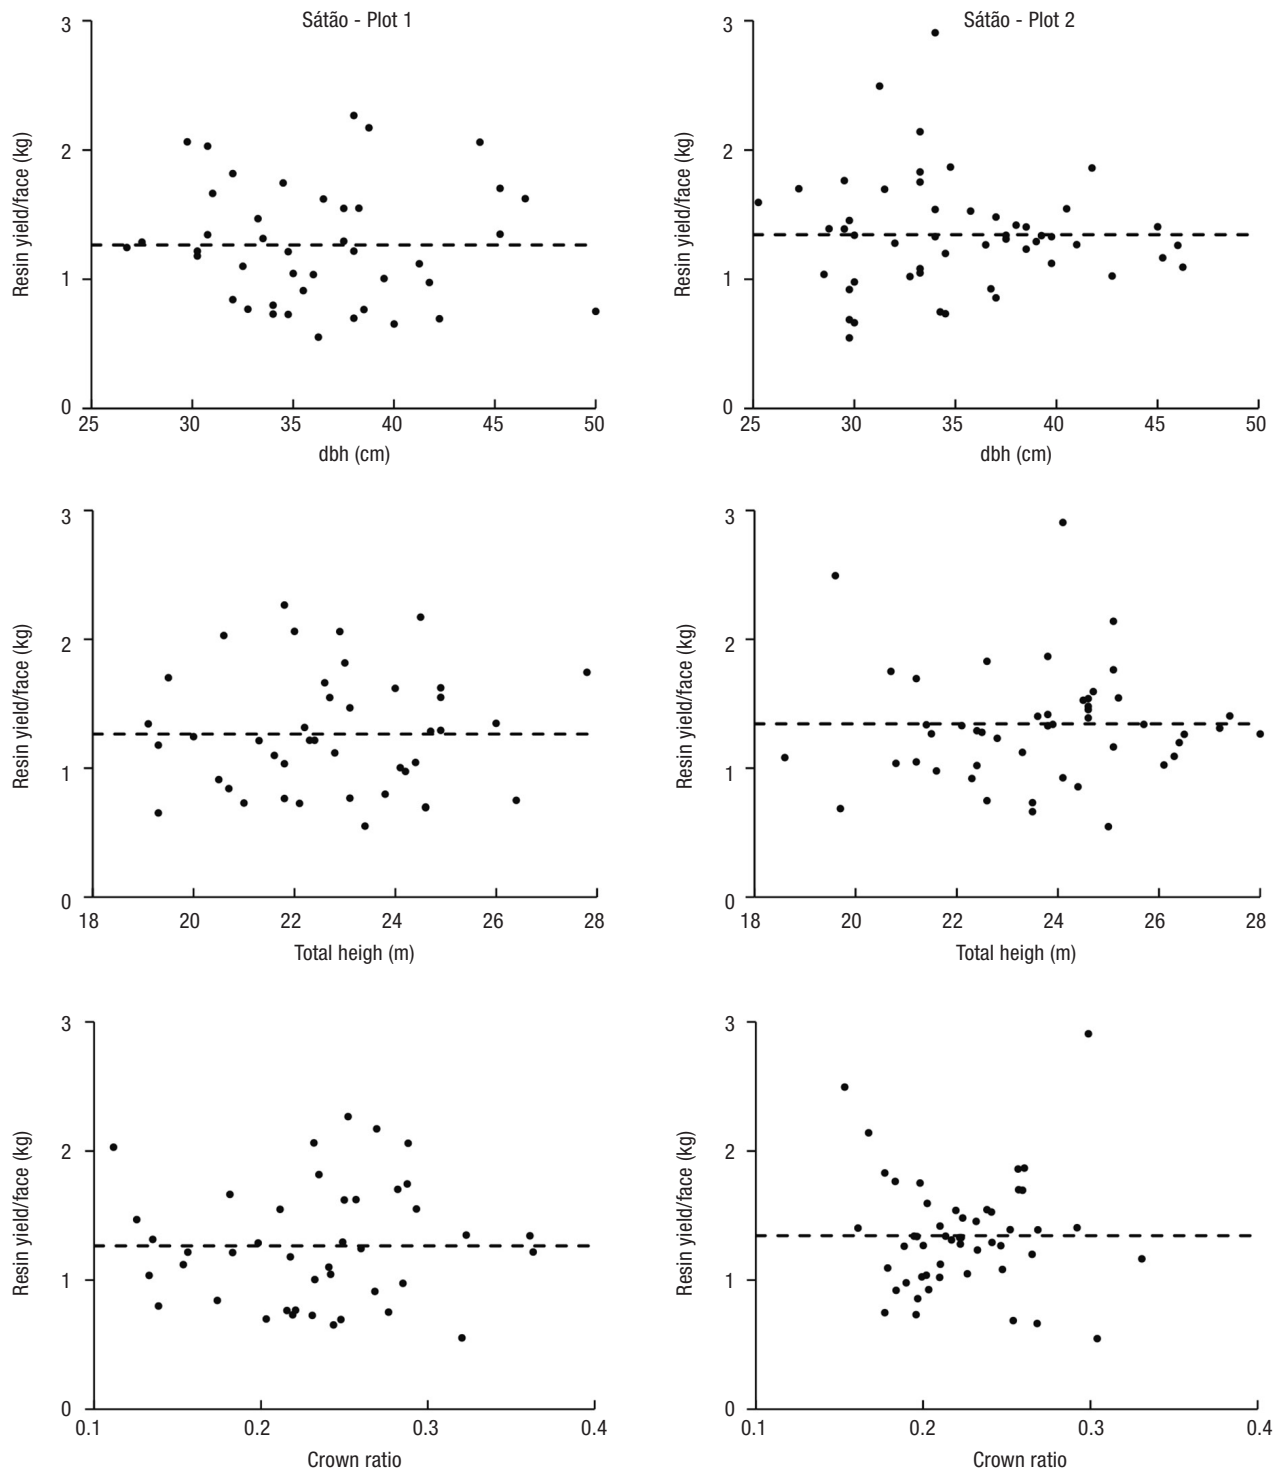 Sátão - Plot 1
3
2
1
0
Resin yield/face (kg)
25 30 35 40 45 50
dbh (cm)
Sátão - Plot 2
3
2
1
0
Resin yield/face (kg)
25 30 35 40 45 50
dbh (cm)
3
2
1
0
Resin yield/face (kg)
18 20 22 24 26 28
Total heigh (m)
3
2
1
0
Resin yield/face (kg)
18 20 22 24 26 28
Total heigh (m)
3
2
1
0
Resin yield/face (kg)
0.1 0.2 0.3 0.4
Crown ratio
3
2
1
0
Resin yield/face (kg)
0.1 0.2 0.3 0.4
Crown ratio